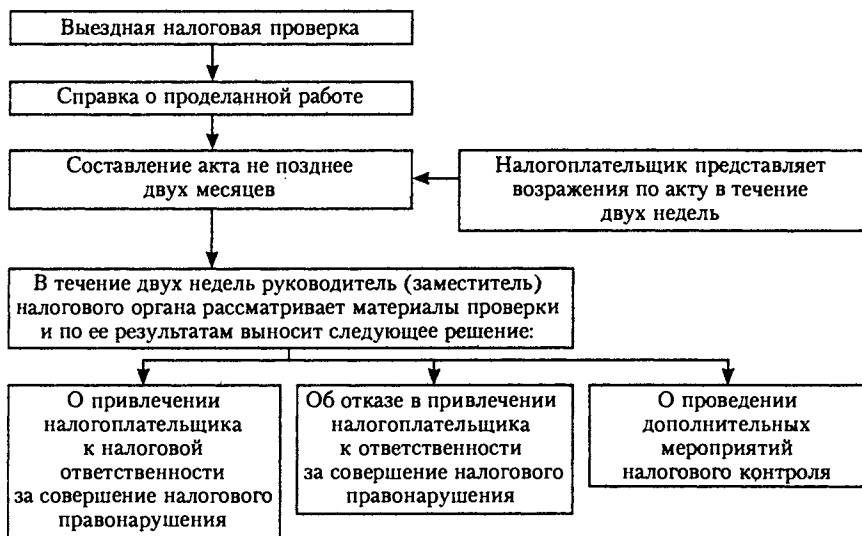 Выездная налоговая проверка
Справка о проделанной работе
Составление акта не позднее
двух месяцев
Налогоплательщик представляет
возражения по акту в течение
двух недель
В течение двух недель руководитель (заместитель)
налогового органа рассматривает материалы проверки
и по ее результатам выносит следующее решение:
О привлечении
налогоплательщика
к налоговой
ответственности
за совершение налогового
правонарушения
Об отказе в привлечении
налогоплательщика
к ответственности
за совершение налогового
правонарушения
О проведении
дополнительных
мероприятий
налогового контроля